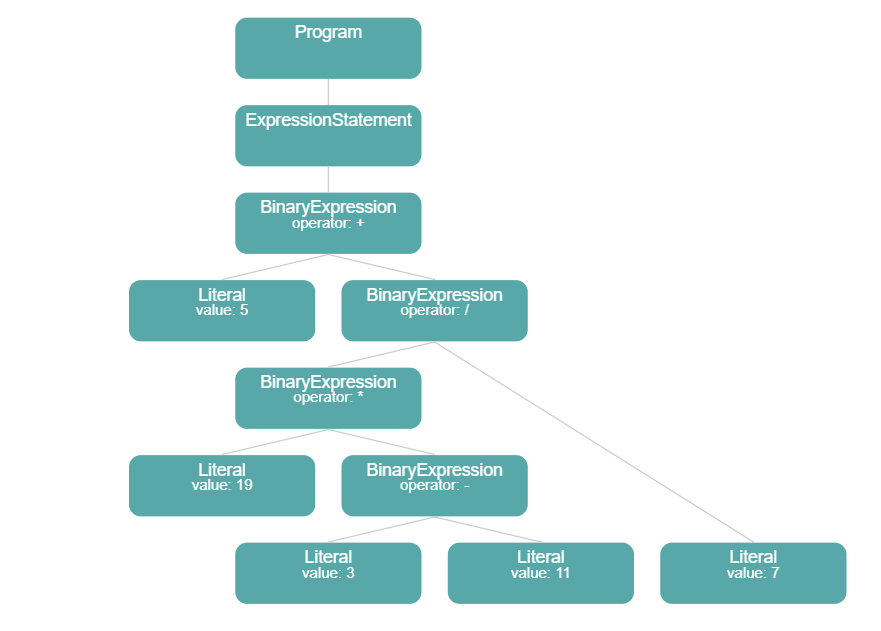 Program
ExpressionStatement
BinaryExpression
operator: +
Literal
value: 5
BinaryExpression
operator: /
BinaryExpression
operator: *
Literal
value: 19
BinaryExpression
operator: -
Literal
value: 3
Literal
value: 11
Literal
value: 7